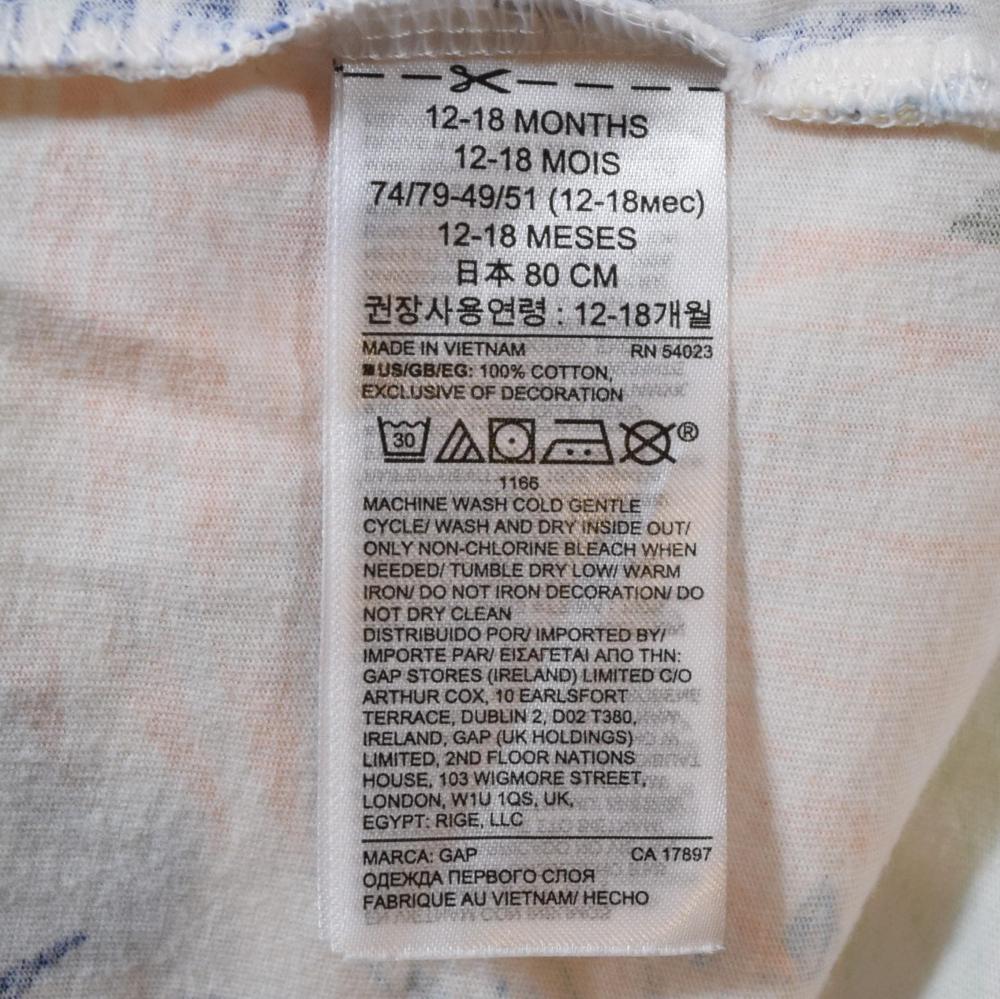 12-18 MONTHS
12-18 MOIS
74/79-49/51 (12-18мес)
12-18 MESES
日本 80 CM
권장사용연령 : 12-18개월
MADE IN VIETNAM RN 54023
US/GB/EG: 100% COTTON,
EXCLUSIVE OF DECORATION
30 ®
1166
MACHINE WASH COLD GENTLE
CYCLE/ WASH AND DRY INSIDE OUT/
ONLY NON-CHLORINE BLEACH WHEN
NEEDED/ TUMBLE DRY LOW/ WARM
IRON/ DO NOT IRON DECORATION/ DO
NOT DRY CLEAN
DISTRIBUIDO POR/ IMPORTED BY/
IMPORTE PAR/ ΕΙΣΑΓΕΤΑΙ ΑΠΟ ΤΗΝ:
GAP STORES (IRELAND) LIMITED C/O
ARTHUR COX, 10 EARLSFORT
TERRACE, DUBLIN 2, D02 T380,
IRELAND, GAP (UK HOLDINGS)
LIMITED, 2ND FLOOR NATIONS
HOUSE, 103 WIGMORE STREET,
LONDON, W1U 1QS, UK,
EGYPT: RIGE, LLC
MARCA: GAP CA 17897
ОДЕЖДА ПЕРВОГО СЛОЯ
FABRIQUE AU VIETNAM/ HECHO